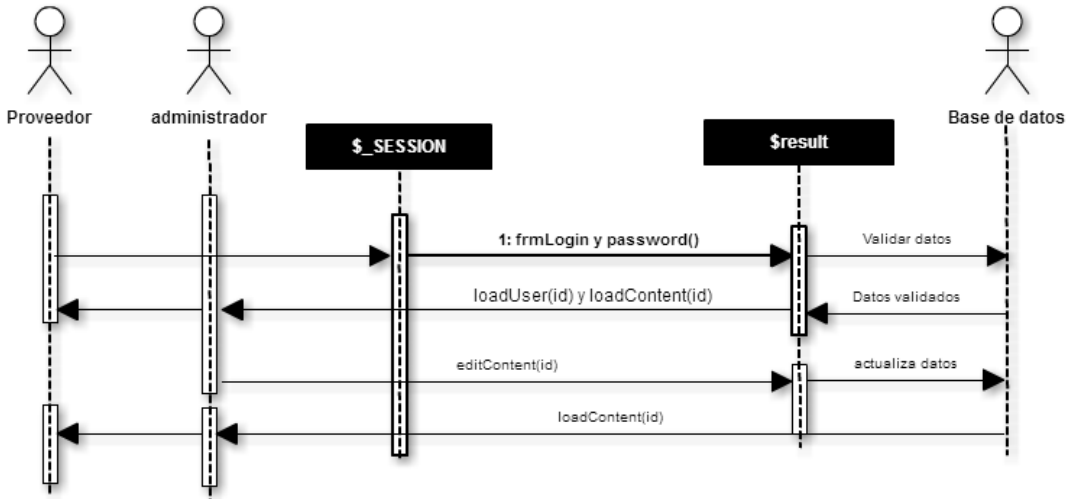 Proveedor
administrador
Base de datos
$_SESSION
$result
1: frmLogin y password()
Validar datos
loadUser(id) y loadContent(id)
Datos validados
editContent(id)
actualiza datos
loadContent(id)